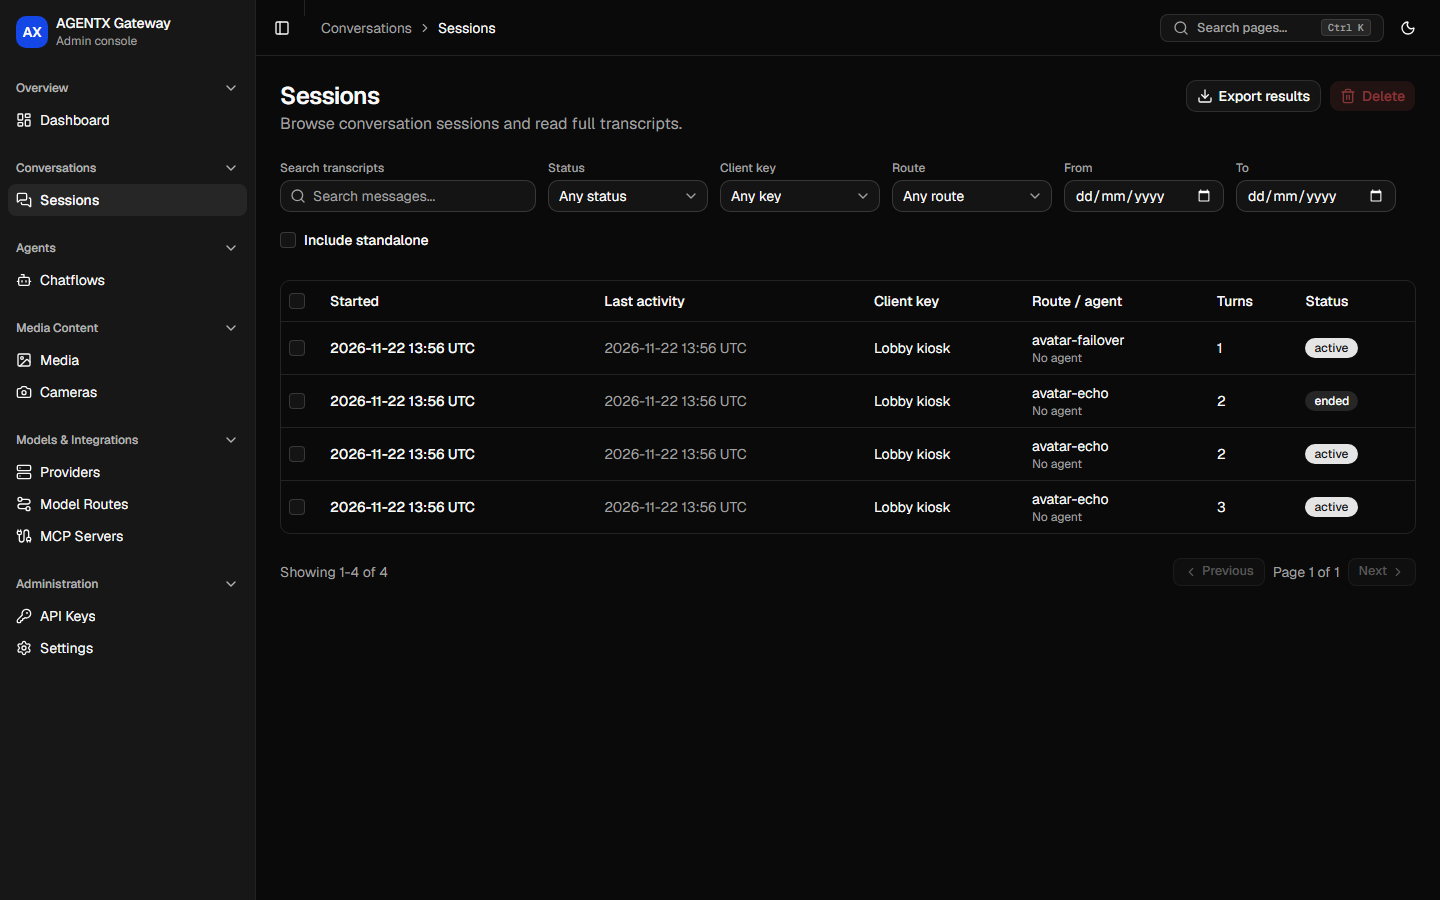 AX
AGENTX Gateway
Admin console
Overview
Dashboard
Conversations
Sessions
Agents
Chatflows
Media Content
Media
Cameras
Models & Integrations
Providers
Model Routes
MCP Servers
Administration
API Keys
Settings
Conversations > Sessions
Search pages... Ctrl K
Sessions
Browse conversation sessions and read full transcripts.
Export results Delete
Search transcripts Status Client key Route From To
Search messages... Any status Any key Any route dd/mm/yyyy dd/mm/yyyy
Include standalone
Started Last activity Client key Route / agent Turns Status
2026-11-22 13:56 UTC 2026-11-22 13:56 UTC Lobby kiosk avatar-failover 1 active
No agent
2026-11-22 13:56 UTC 2026-11-22 13:56 UTC Lobby kiosk avatar-echo 2 ended
No agent
2026-11-22 13:56 UTC 2026-11-22 13:56 UTC Lobby kiosk avatar-echo 2 active
No agent
2026-11-22 13:56 UTC 2026-11-22 13:56 UTC Lobby kiosk avatar-echo 3 active
No agent
Showing 1-4 of 4
Previous Page 1 of 1 Next